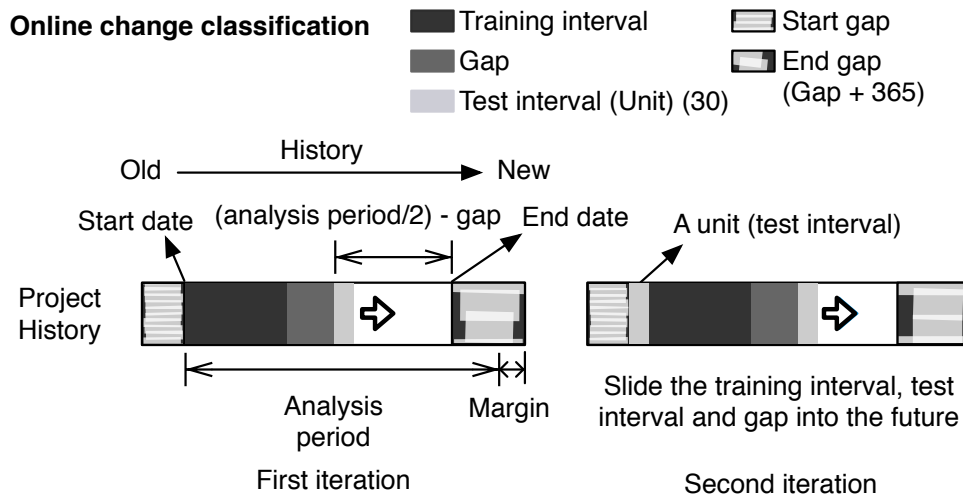 Online change classification
Training interval
Gap
Test interval (Unit) (30)
Start gap
End gap
(Gap + 365)
History
Old
New
Start date
(analysis period/2) - gap
End date
A unit (test interval)
Project
History
Analysis
period
Margin
First iteration
Slide the training interval, test
interval and gap into the future
Second iteration